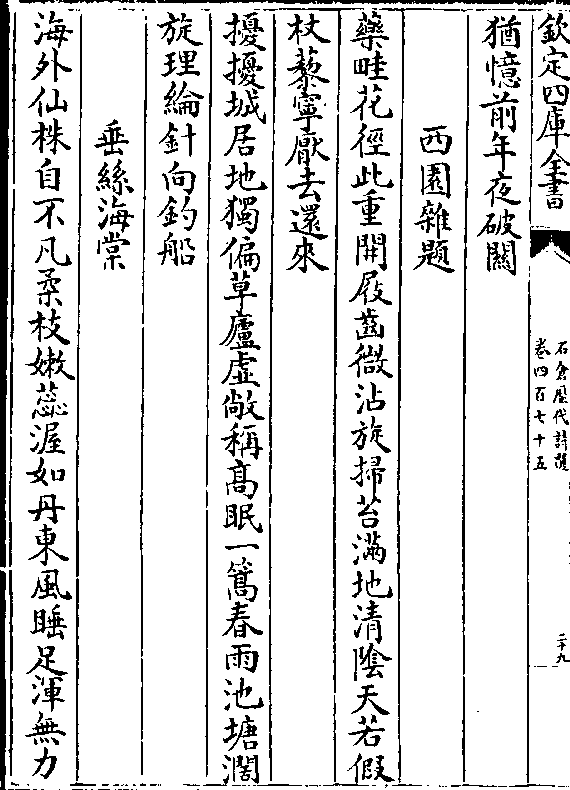 欽定四庫全書
石倉歷代詩選
卷四百七十五
二十九
猶憶前年夜破關
西園雜題
藥畦花徑此重開屐齒微沾旋掃苔滿地清陰天若假
杖藜寧厭去還來
擾擾城居地獨偏草廬虛敞稱高眠一篙春雨池塘濶
旋理綸針向釣船
垂絲海棠
海外仙株自不凡柔枝嫩蕊渥如丹東風睡足渾無力